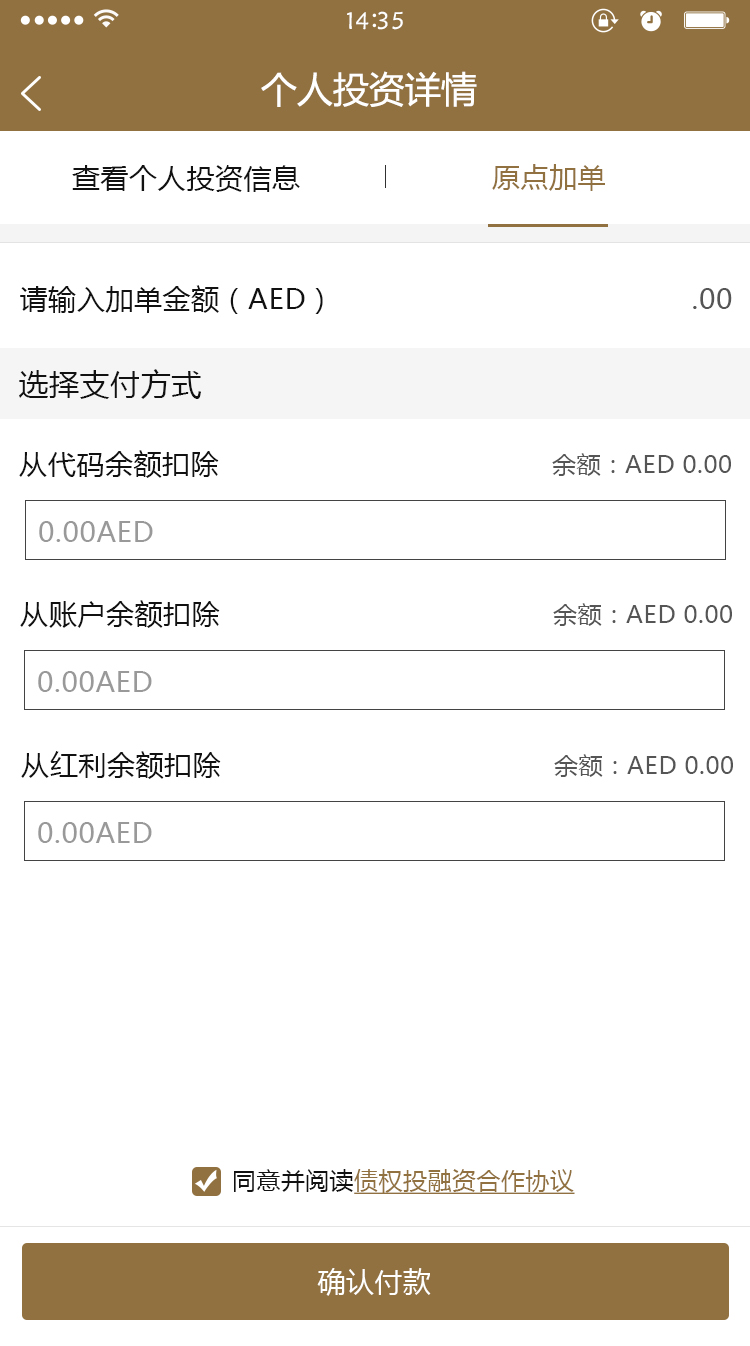 14:35
个人投资详情
查看个人投资信息 | 原点加单
请输入加单金额（AED） .00
选择支付方式
从代码余额扣除 余额：AED 0.00
0.00AED
从账户余额扣除 余额：AED 0.00
0.00AED
从红利余额扣除 余额：AED 0.00
0.00AED
同意并阅读债权投融资合作协议
确认付款